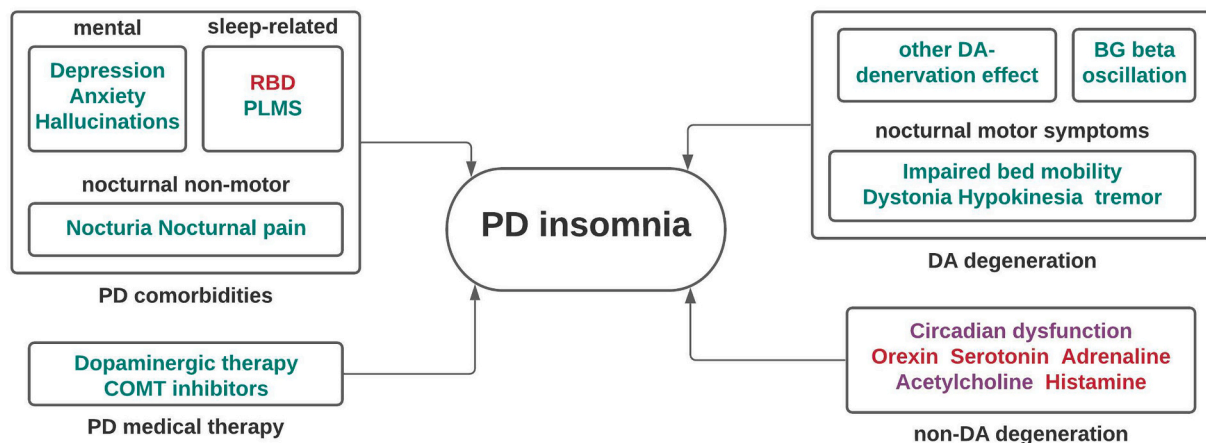 mental
sleep-related
Depression
Anxiety
Hallucinations
RBD
PLMS
nocturnal non-motor
Nocturia Nocturnal pain
PD comorbidities
Dopaminergic therapy
COMT inhibitors
PD medical therapy
PD insomnia
other DA-
denervation effect
BG beta
oscillation
nocturnal motor symptoms
Impaired bed mobility
Dystonia Hypokinesia tremor
DA degeneration
Circadian dysfunction
Orexin Serotonin Adrenaline
Acetylcholine Histamine
non-DA degeneration